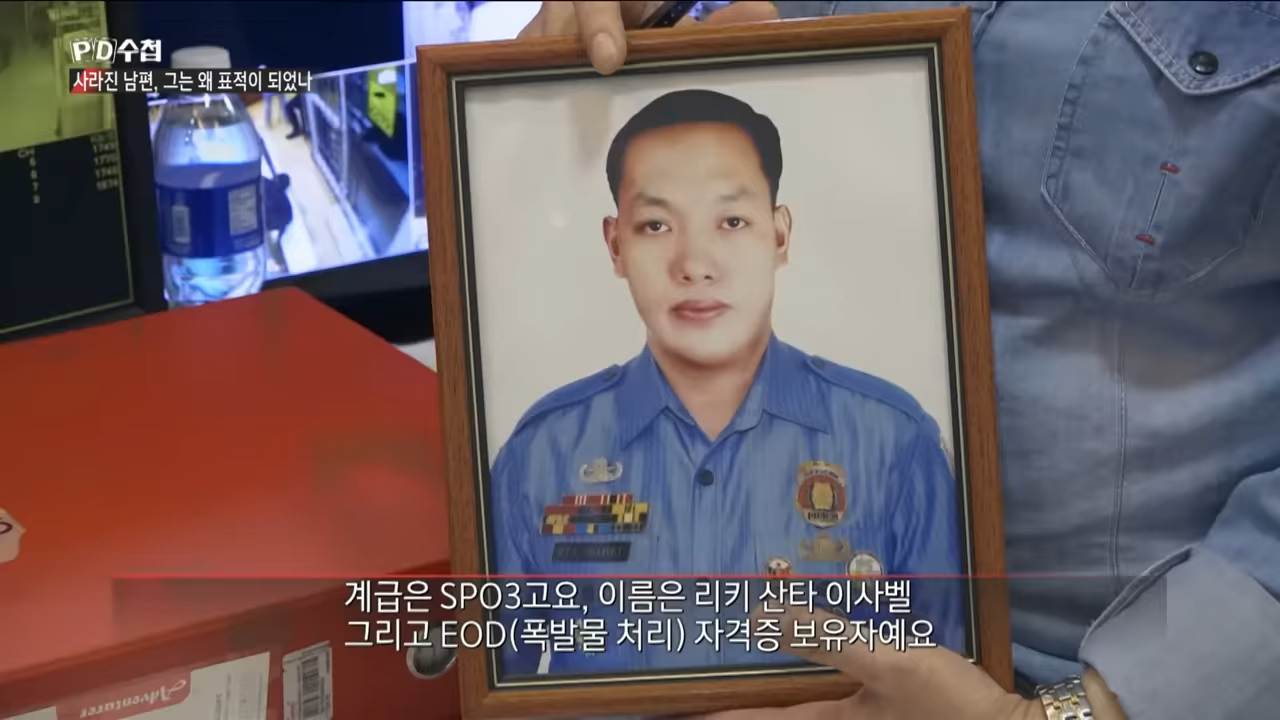 PD수첩
사라진 남편, 그는 왜 표적이 되었나
계급은 SPO3고요, 이름은 리키 산타 이사벨
그리고 EOD(폭발물 처리) 자격증 보유자예요
Adventurer